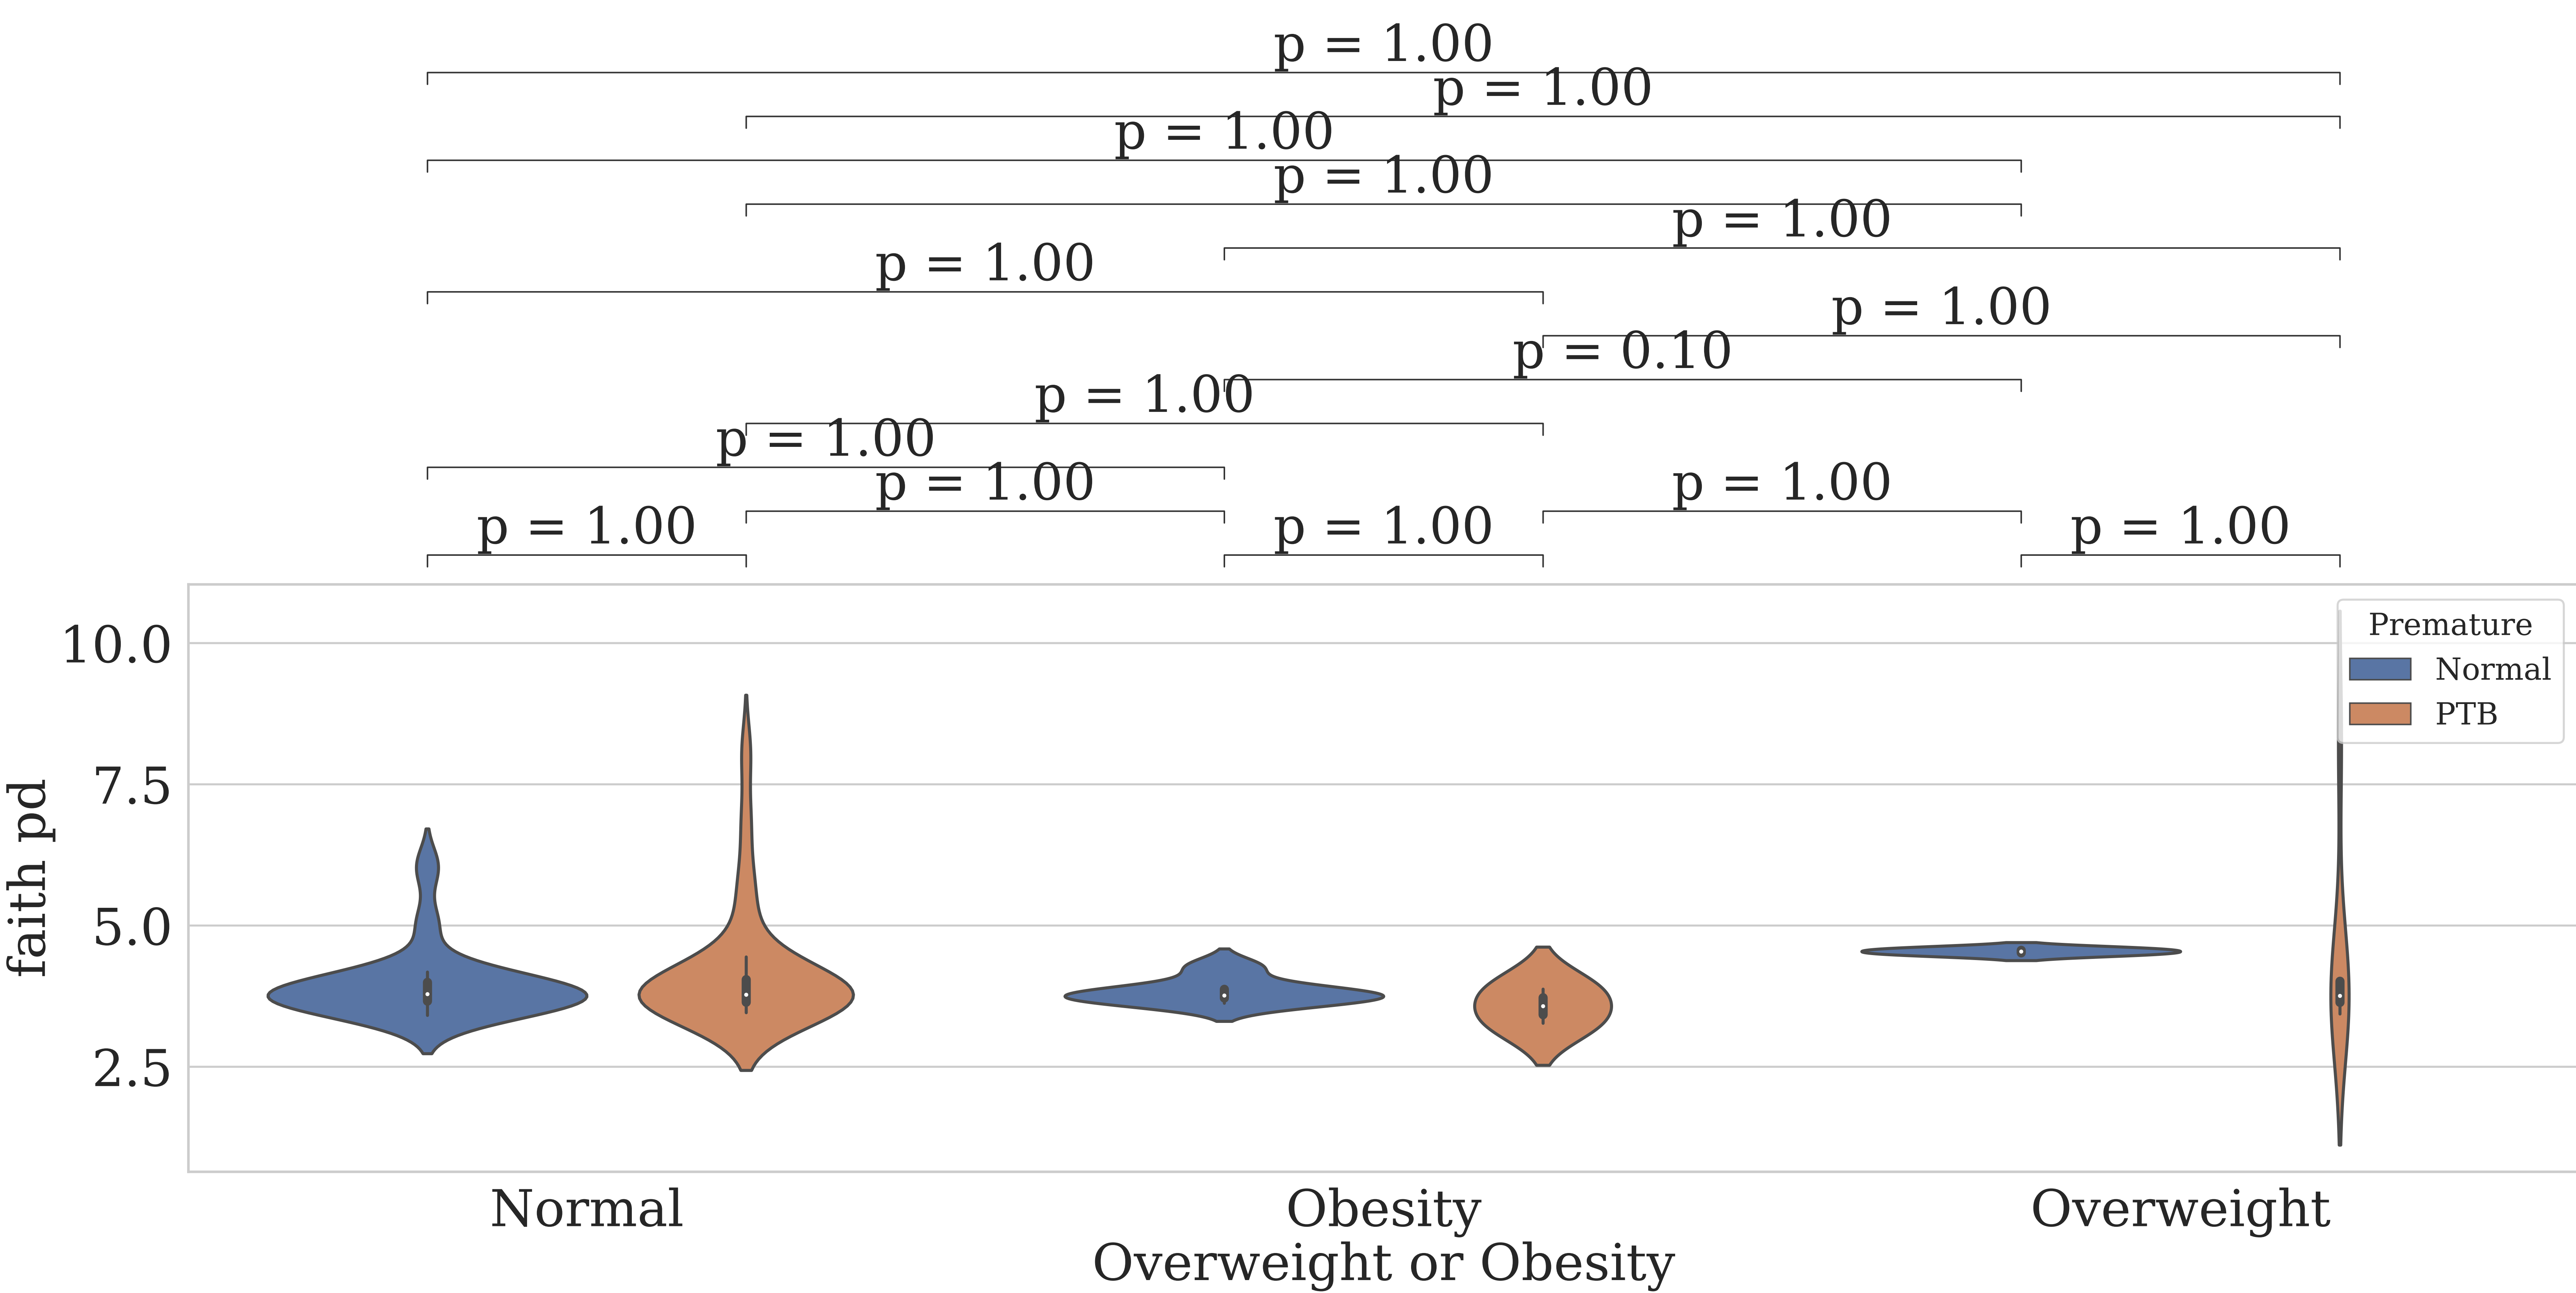 p = 1.00
p = 1.00
p = 1.00
p = 1.00
p = 1.00
p = 1.00
p = 1.00
p = 0.10
p = 1.00
p = 1.00
p = 1.00 p = 1.00
p = 1.00 p = 1.00 p = 1.00
10.0
7.5
5.0
2.5
faith pd
Premature
Normal
PTB
Normal Obesity Overweight
Overweight or Obesity